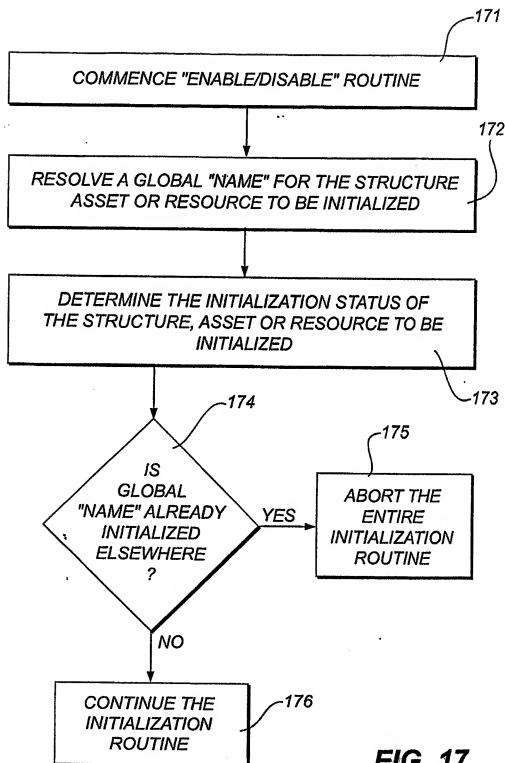 171
COMMENCE "ENABLE/DISABLE" ROUTINE
172
RESOLVE A GLOBAL "NAME" FOR THE STRUCTURE
ASSET OR RESOURCE TO BE INITIALIZED
DETERMINE THE INITIALIZATION STATUS OF
THE STRUCTURE, ASSET OR RESOURCE TO BE
INITIALIZED
173
174
IS
GLOBAL
"NAME" ALREADY
INITIALIZED
ELSEWHERE
?
YES
175
ABORT THE
ENTIRE
INITIALIZATION
ROUTINE
NO
CONTINUE THE
INITIALIZATION
ROUTINE
176
FIG. 17